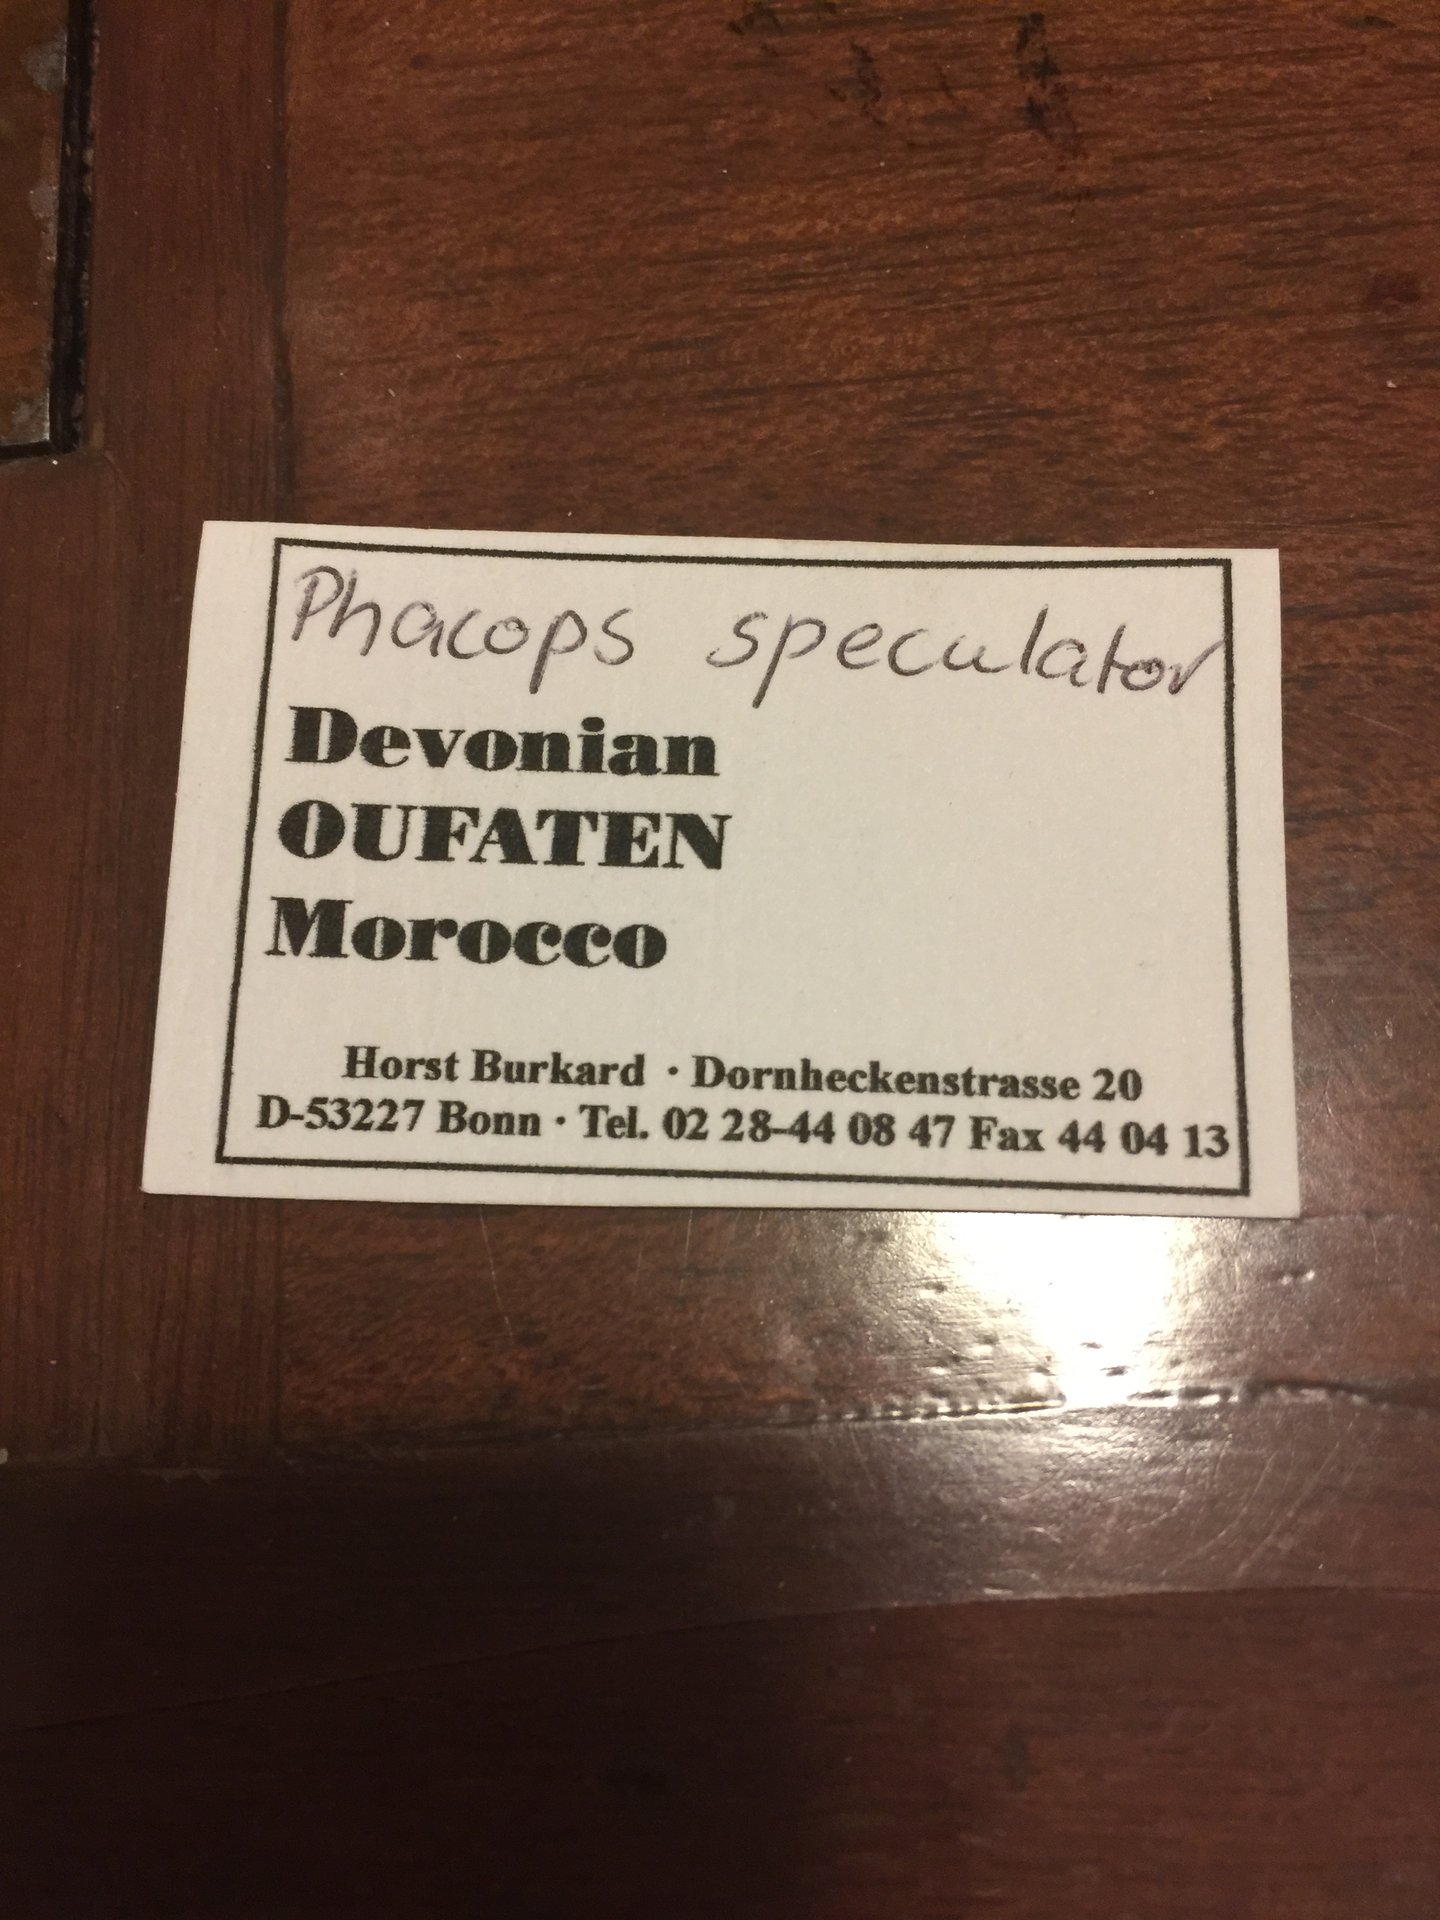 Phacops speculator
Devonian
OUFATEN
Morocco
Horst Burkard · Dornheckenstrasse 20
D-53227 Bonn · Tel. 02 28-44 08 47 Fax 44 04 13